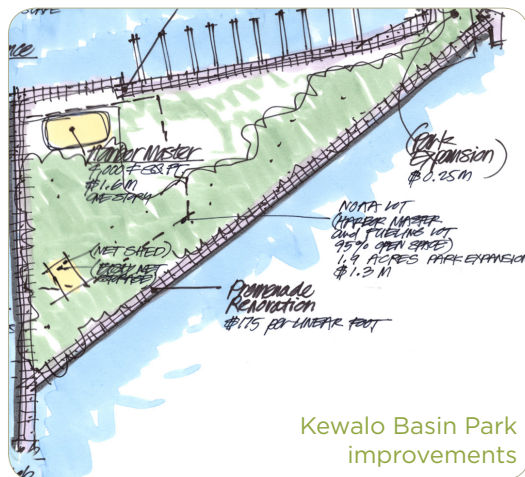 Harbor Master
4,000 ± SQ. FT.
$1.6 M
ONE STORY
(Park
Expansion)
$0.25M
NOAA LOT
(HARBOR MASTER
and FUELING LOT
95% OPEN SPACE)
1.9 ACRES PARK EXPANSION
$1.3 M
(NET SHED)
Promenade
Renovation
$175 per LINEAR FOOT
Kewalo Basin Park
improvements